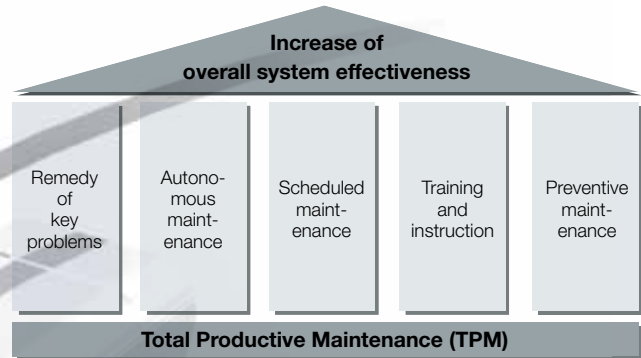 Increase of
overall system effectiveness
Remedy
of
key
problems
Autono-
mous
maint-
enance
Scheduled
maint-
enance
Training
and
instruction
Preventive
maint-
enance
Total Productive Maintenance (TPM)